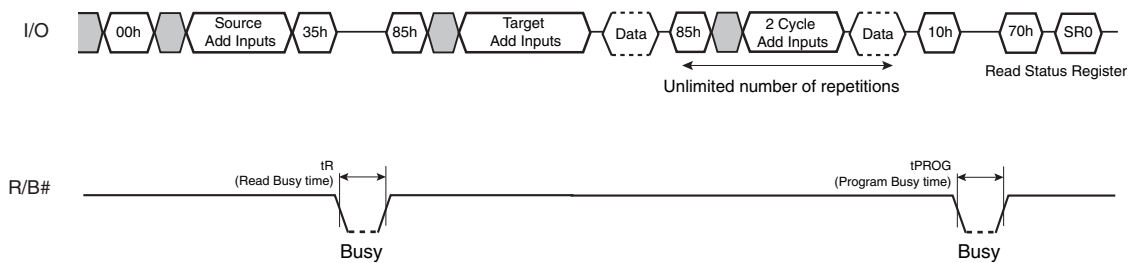 I/O
00h
Source
Add Inputs
35h
85h
Target
Add Inputs
Data
85h
2 Cycle
Add Inputs
Data
10h
70h
SR0
Unlimited number of repetitions
Read Status Register
R/B#
tR
(Read Busy time)
Busy
tPROG
(Program Busy time)
Busy